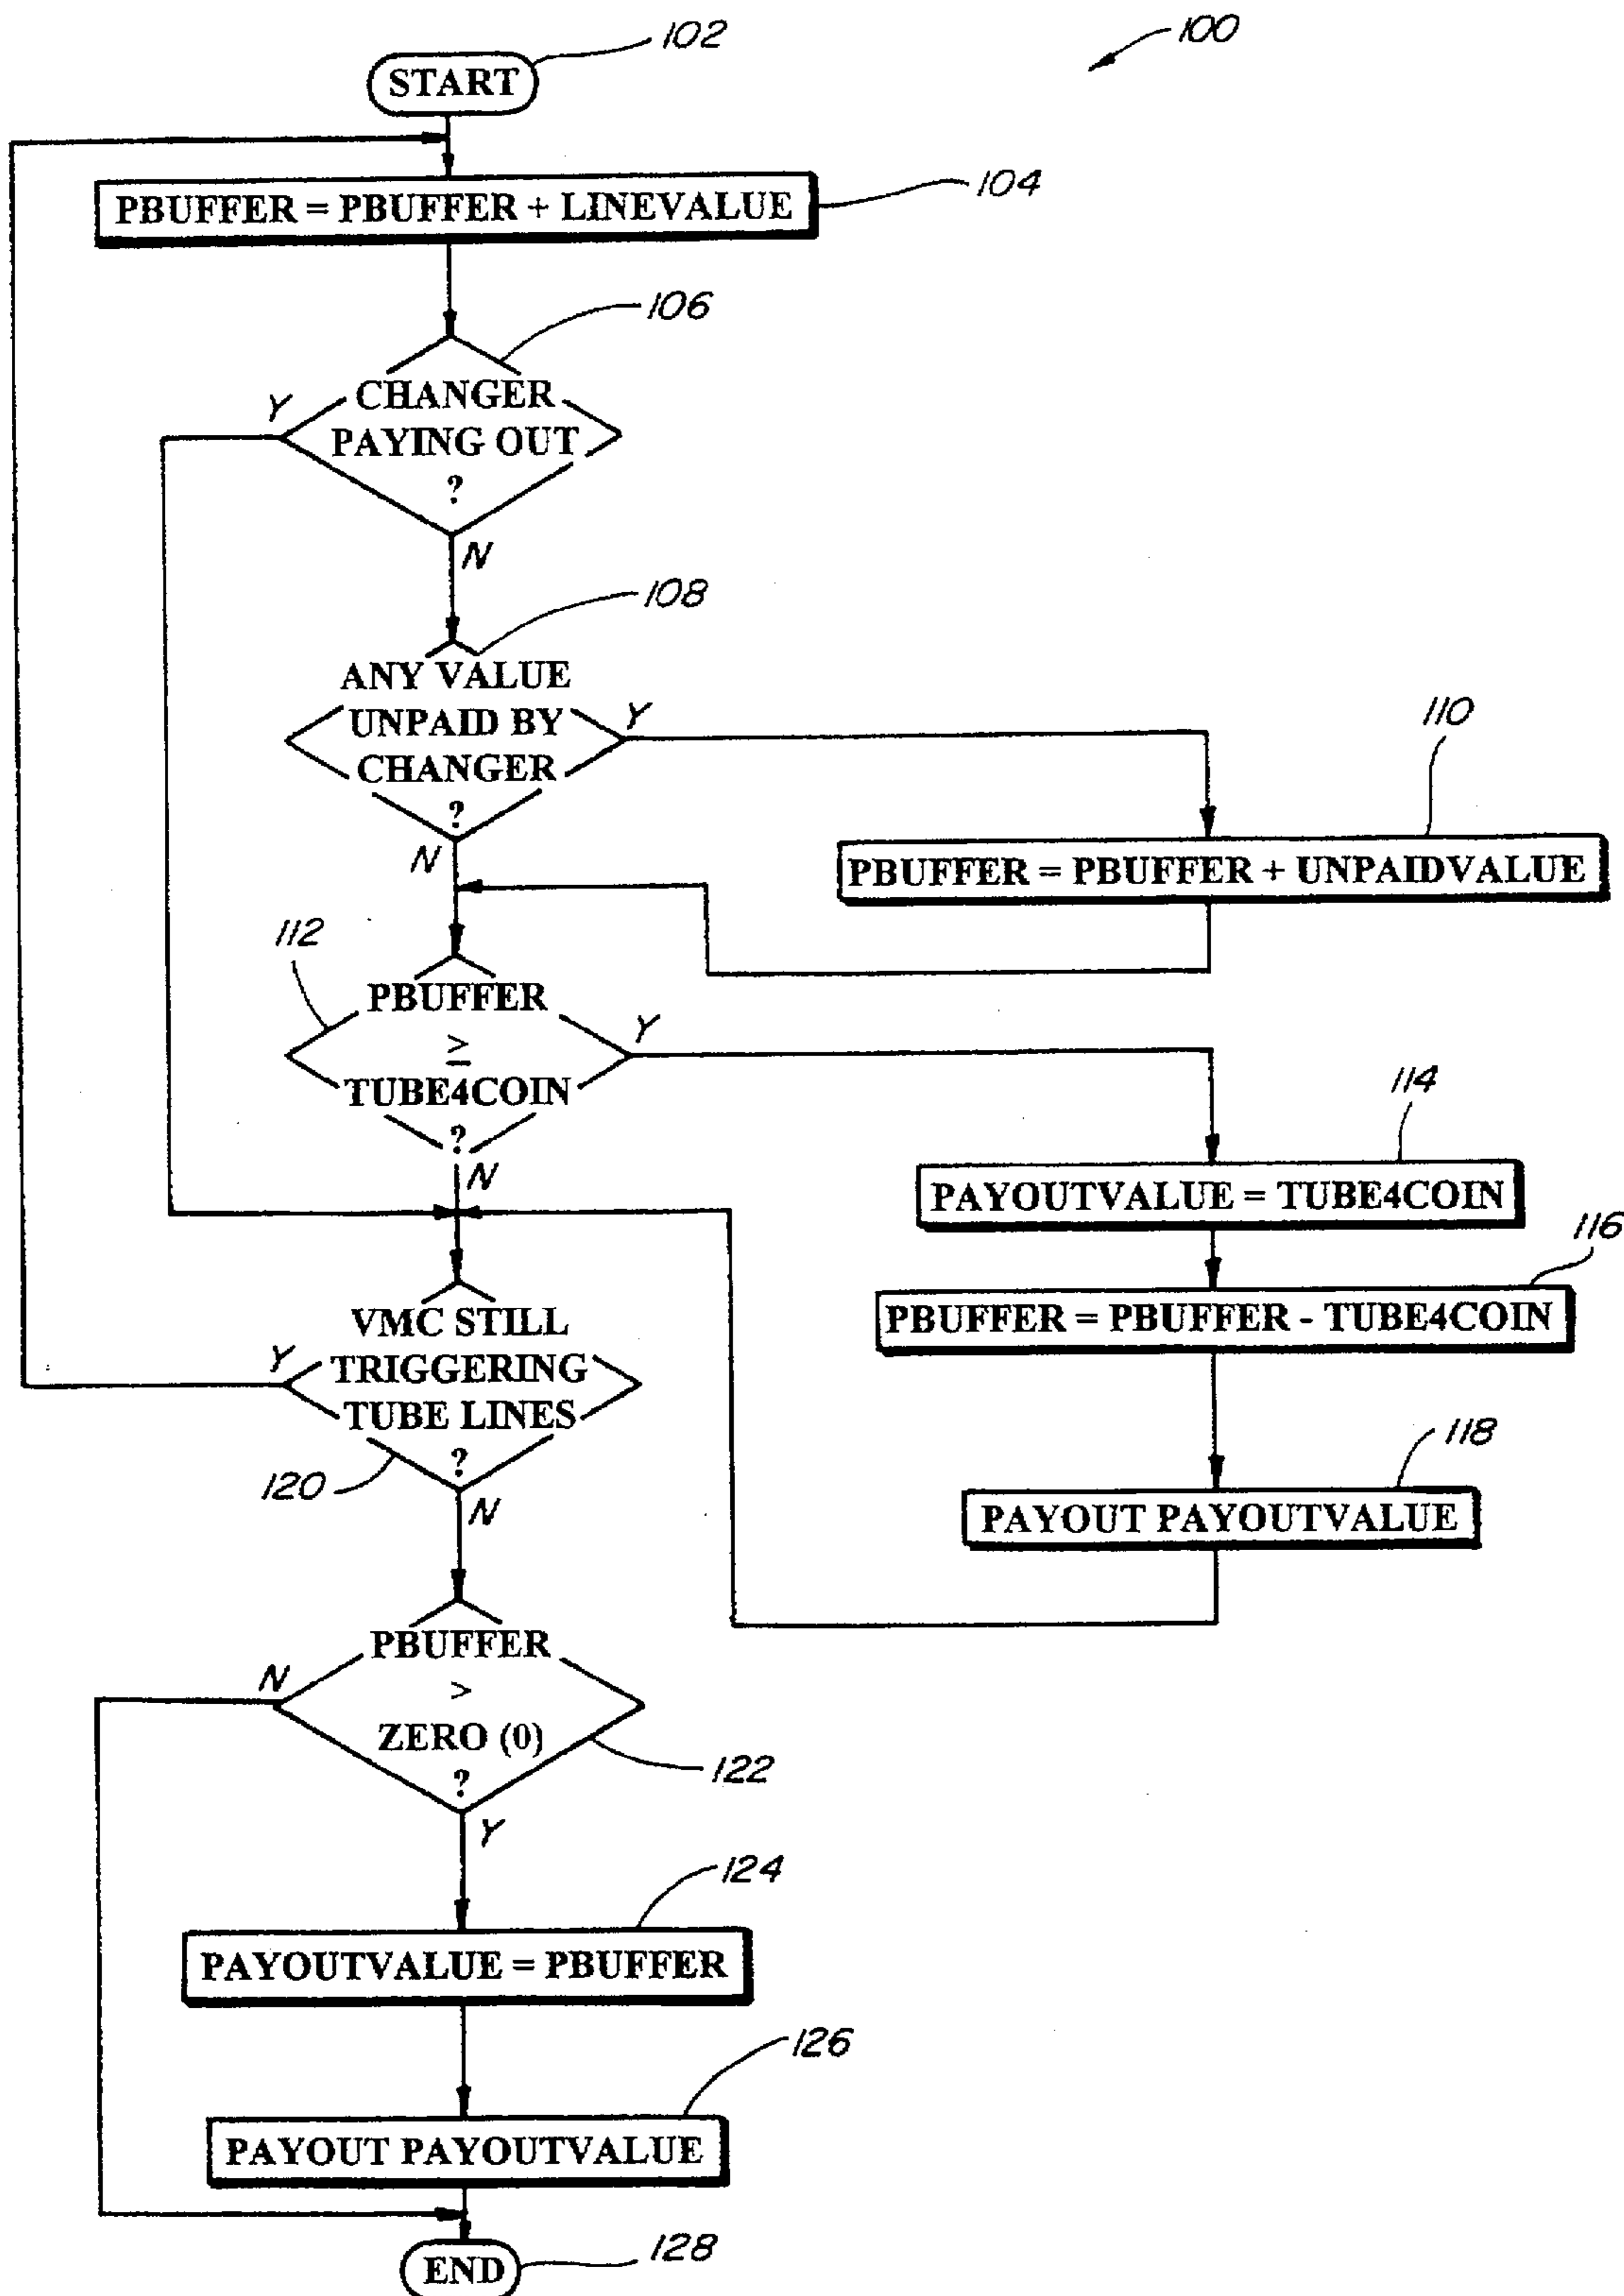 100
102
START
104
PBUFFER = PBUFFER + LINEVALUE
106
CHANGER
PAYING OUT
?
Y
N
108
ANY VALUE
UNPAID BY
CHANGER
?
Y
N
110
PBUFFER = PBUFFER + UNPAIDVALUE
112
PBUFFER
≥
TUBE4COIN
?
Y
N
114
PAYOUTVALUE = TUBE4COIN
116
PBUFFER = PBUFFER - TUBE4COIN
118
PAYOUT PAYOUTVALUE
VMC STILL
TRIGGERING
TUBE LINES
?
Y
120
N
PBUFFER
>
ZERO (0)
?
N
122
Y
124
PAYOUTVALUE = PBUFFER
126
PAYOUT PAYOUTVALUE
END
128